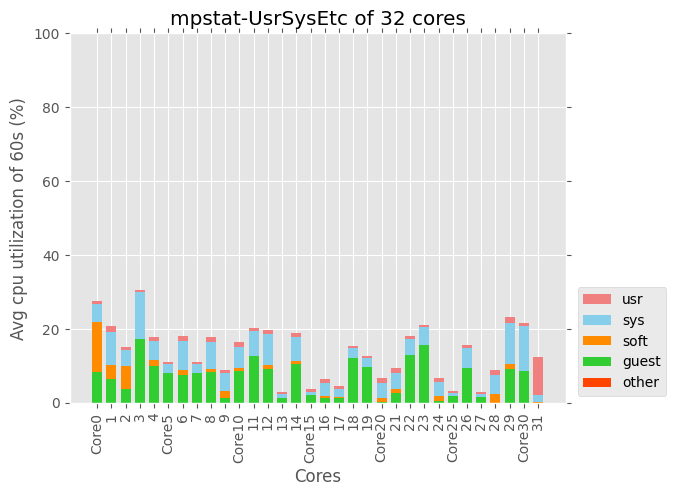 mpstat-UsrSysEtc of 32 cores
Avg cpu utilization of 60s (%)
100
80
60
40
20
0
Core0
1
2
3
4
Core5
6
7
8
9
Core10
11
12
13
14
Core15
16
17
18
19
Core20
21
22
23
24
Core25
26
27
28
29
Core30
31
Cores
usr
sys
soft
guest
other